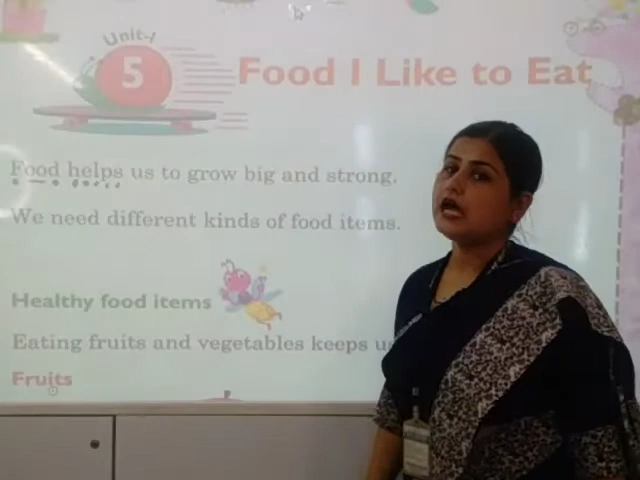 Unit-I
5
Food I Like to Eat
Food helps us to grow big and strong.
We need different kinds of food items.
Healthy food items
Eating fruits and vegetables keeps
Fruits